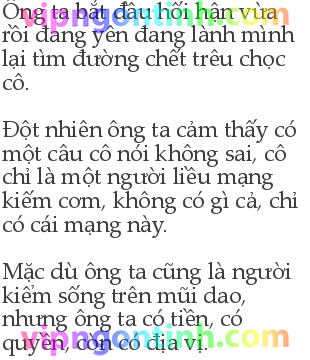 Ông ta bắt đầu hối hận vừa
rồi đang yên đang lành mình
lại tìm đường chết trêu chọc
cô.
Đột nhiên ông ta cảm thấy có
một câu cô nói không sai, cô
chỉ là một người liều mạng
kiếm cơm, không có gì cả, chỉ
có cái mạng này.
Mặc dù ông ta cũng là người
kiếm sống trên mũi dao,
nhưng ông ta có tiền, có
vipngontinh.com
quyền, còn có địa vị.